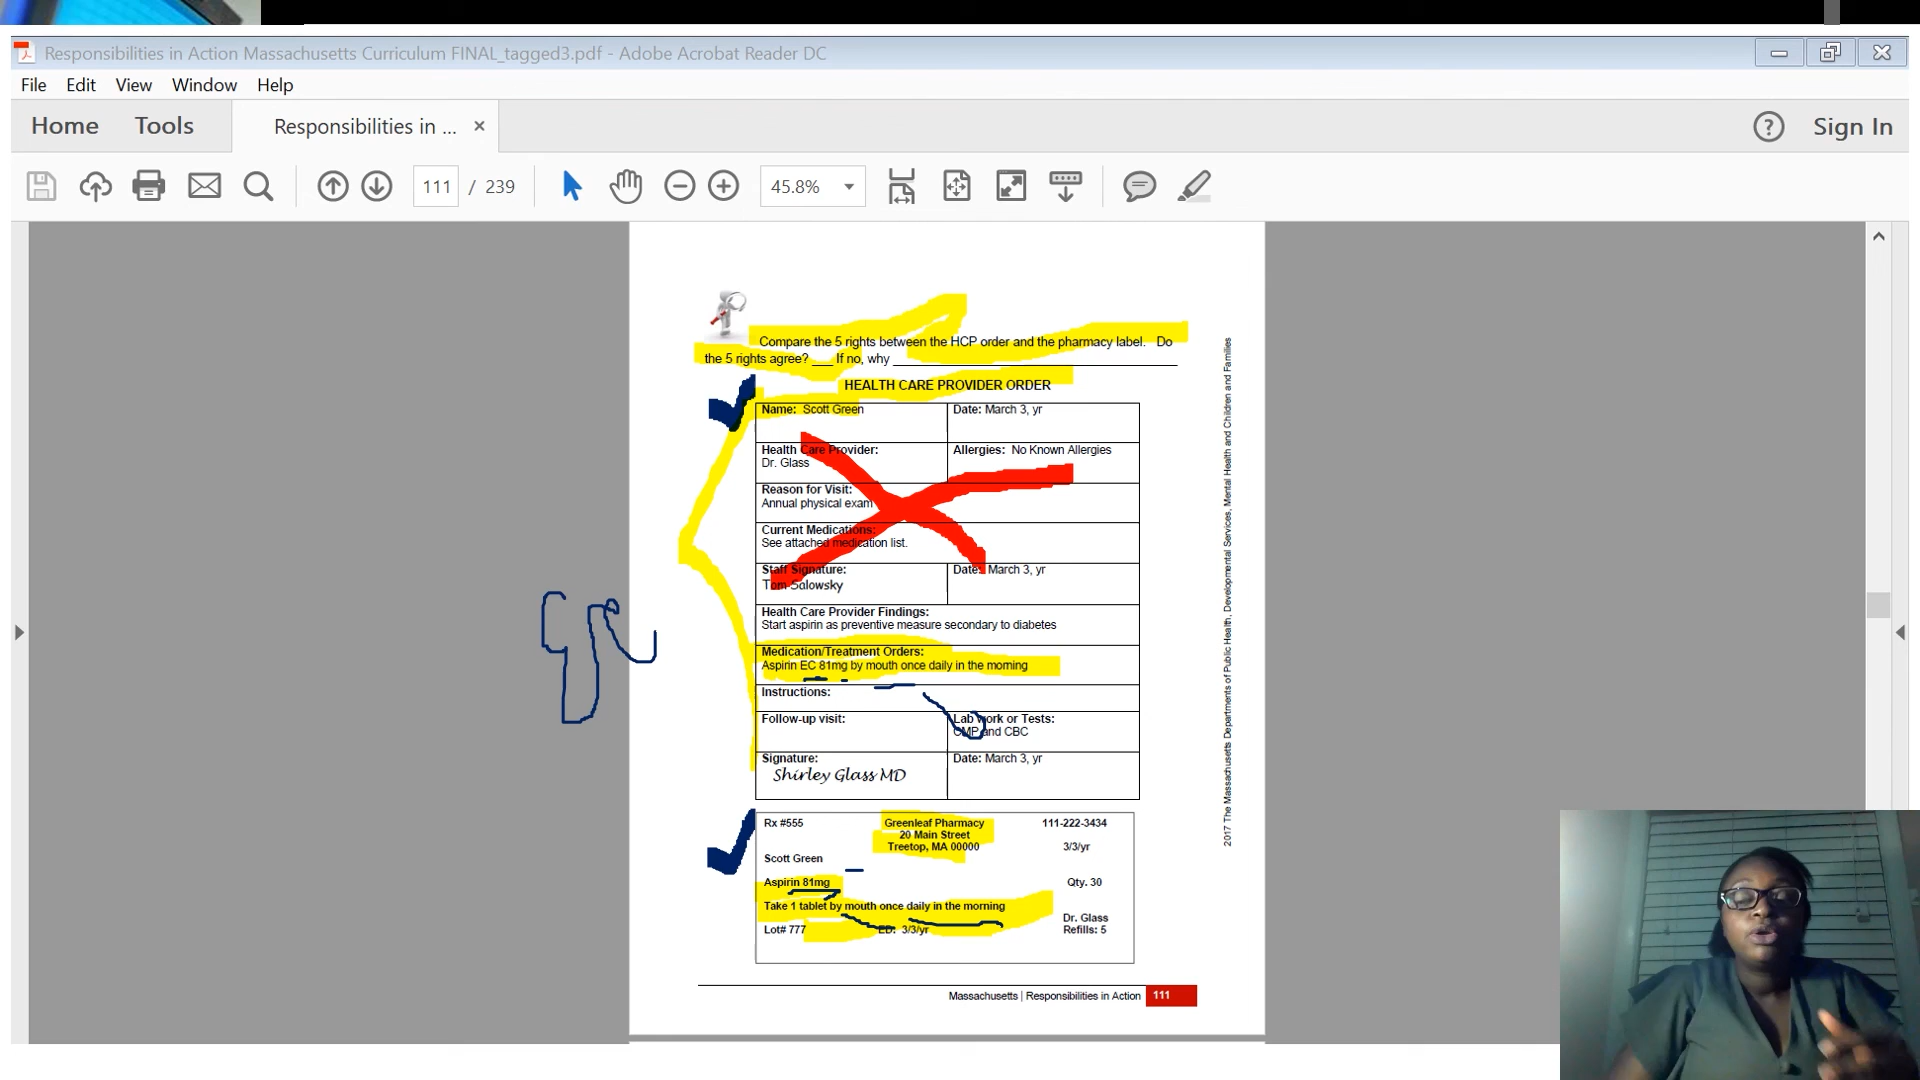 Responsibilities in Action Massachusetts Curriculum FINAL_tagged3.pdf - Adobe Acrobat Reader DC
File Edit View Window Help
Home Tools Responsibilities in ... × ? Sign In
111 / 239 45.8%
Compare the 5 rights between the HCP order and the pharmacy label. Do
the 5 rights agree? ___ If no, why
HEALTH CARE PROVIDER ORDER
Name: Scott Green Date: March 3, yr
Health Care Provider: Allergies: No Known Allergies
Dr. Glass
Reason for Visit:
Annual physical exam
Current Medications:
See attached medication list.
Staff Signature: Date: March 3, yr
Tom Salowsky
Health Care Provider Findings:
Start aspirin as preventive measure secondary to diabetes
Medication/Treatment Orders:
Aspirin EC 81mg by mouth once daily in the morning
Instructions:
Follow-up visit: Lab work or Tests:
CMP and CBC
Signature: Date: March 3, yr
Shirley Glass MD
Rx #555 Greenleaf Pharmacy 111-222-3434
20 Main Street
Treetop, MA 00000 3/3/yr
Scott Green
Aspirin 81mg Qty. 30
Take 1 tablet by mouth once daily in the morning
Dr. Glass
Lot# 777 ED: 3/3/yr Refills: 5
Massachusetts | Responsibilities in Action 111
2017 The Massachusetts Departments of Public Health, Developmental Services, Mental Health and Children and Families